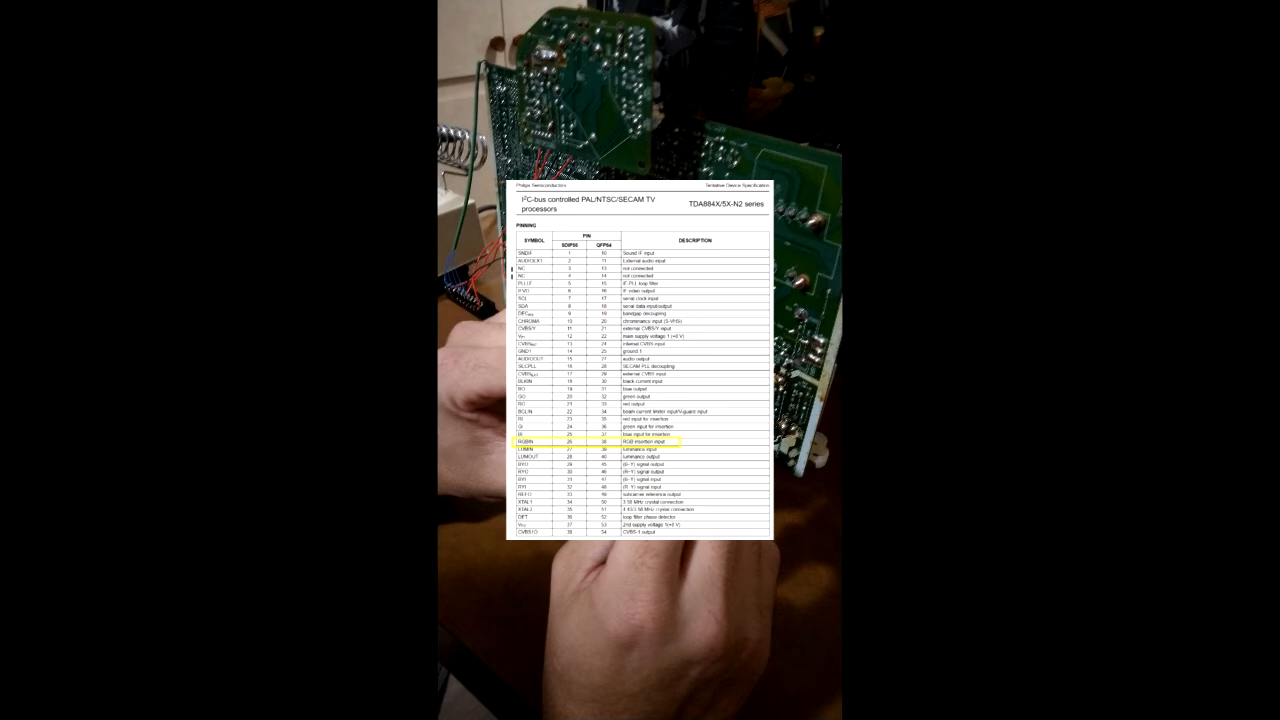 Philips Semiconductors Tentative Device Specification
I²C-bus controlled PAL/NTSC/SECAM TV processors TDA884X/5X-N2 series
PINNING
SYMBOL PIN DESCRIPTION
SDIP56 QFP64
SNDIF 1 10 Sound IF input
AUDIOEXT 2 11 External audio input
NC 3 13 not connected
NC 4 14 not connected
PLLLF 5 15 IF-PLL loop filter
IFVO 6 16 IF video output
SCL 7 17 serial clock input
SDA 8 18 serial data input/output
DEC 9 19 bandgap decoupling
CHROMA 10 20 chrominance input (S-VHS)
CVBS/Y 11 21 external CVBS/Y input
12 22 main supply voltage 1 (+8 V)
CVBS 13 24 internal CVBS input
GND1 14 25 ground 1
AUDIOOUT 15 27 audio output
SECPLL 16 28 SECAM PLL decoupling
CVBS 17 29 external CVBS input
BLKIN 18 30 black current input
BO 19 31 blue output
GO 20 32 green output
RO 21 33 red output
BCLIN 22 34 beam current limiter input/V-guard input
RI 23 35 red input for insertion
GI 24 36 green input for insertion
BI 25 37 blue input for insertion
RGBIN 26 38 RGB insertion input
LUMIN 27 39 luminance input
LUMOUT 28 40 luminance output
BYO 29 45 (B-Y) signal output
RYO 30 46 (R-Y) signal output
BYI 31 47 (B-Y) signal input
RYI 32 48 (R-Y) signal input
REFO 33 49 subcarrier reference output
XTAL1 34 50 3.58 MHz crystal connection
XTAL2 35 51 4.43/3.58 MHz crystal connection
DET 36 52 loop filter phase detector
37 53 2nd supply voltage 1 (+8 V)
CVBS1O 38 54 CVBS-1 output